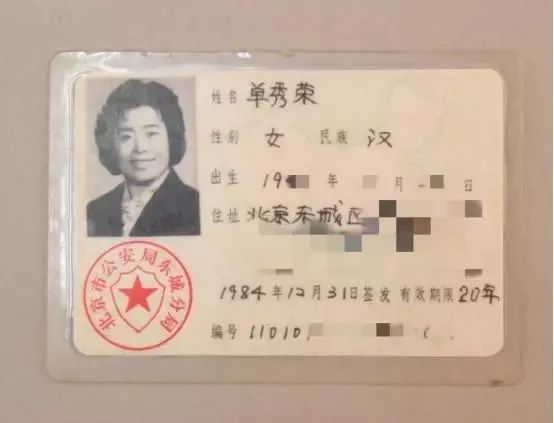 姓名 单秀荣
性别 女 民族 汉
出生 19 年 月 日
住址 北京东城区
1984年12月31日签发 有效期限20年
编号 11010
北京市公安局东城分局